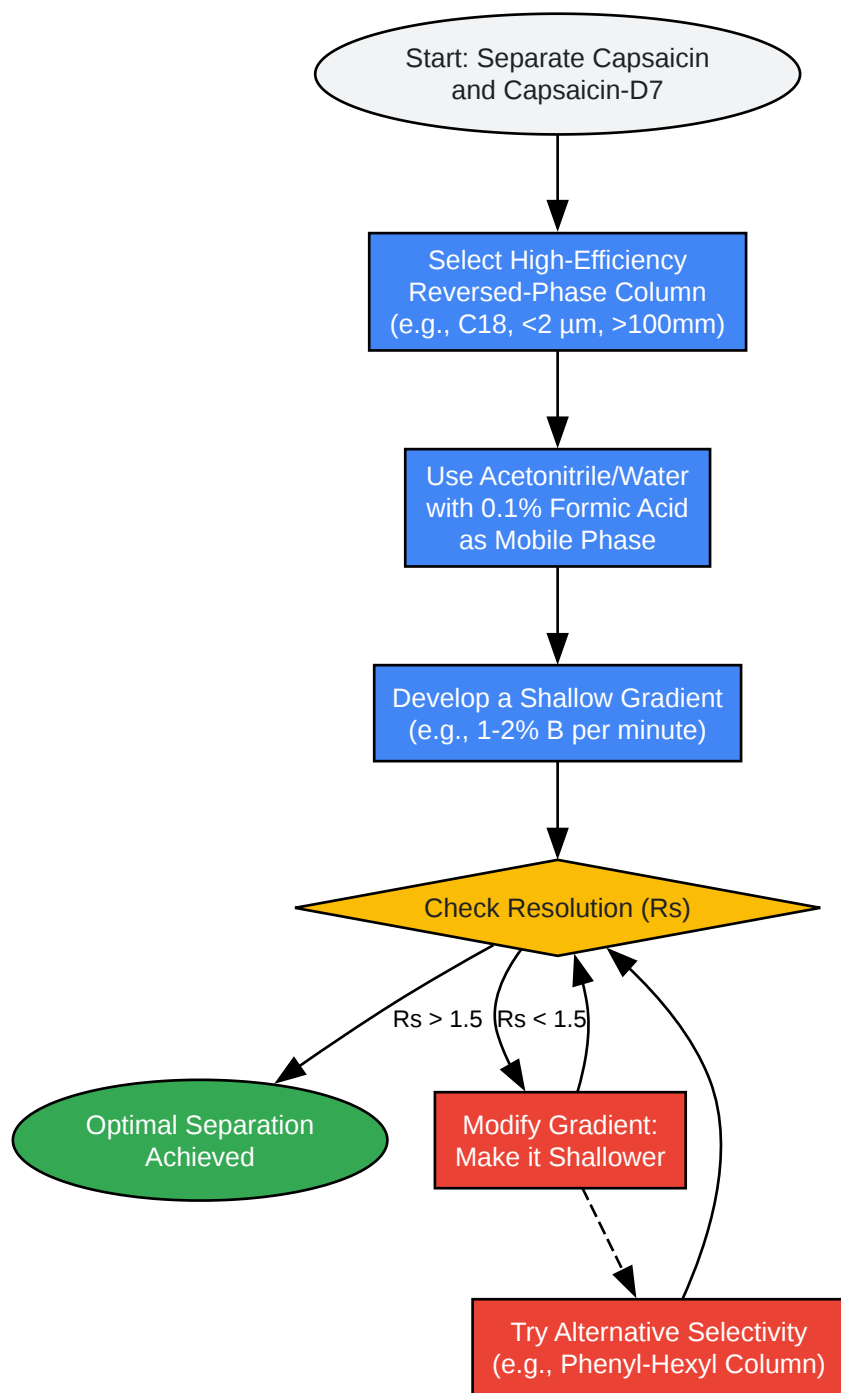 Start: Separate Capsaicin
and Capsaicin-D7
Select High-Efficiency
Reversed-Phase Column
(e.g., C18, <2 µm, >100mm)
Use Acetonitrile/Water
with 0.1% Formic Acid
as Mobile Phase
Develop a Shallow Gradient
(e.g., 1-2% B per minute)
Check Resolution (Rs)
Rs > 1.5
Rs < 1.5
Optimal Separation
Achieved
Modify Gradient:
Make it Shallower
Try Alternative Selectivity
(e.g., Phenyl-Hexyl Column)